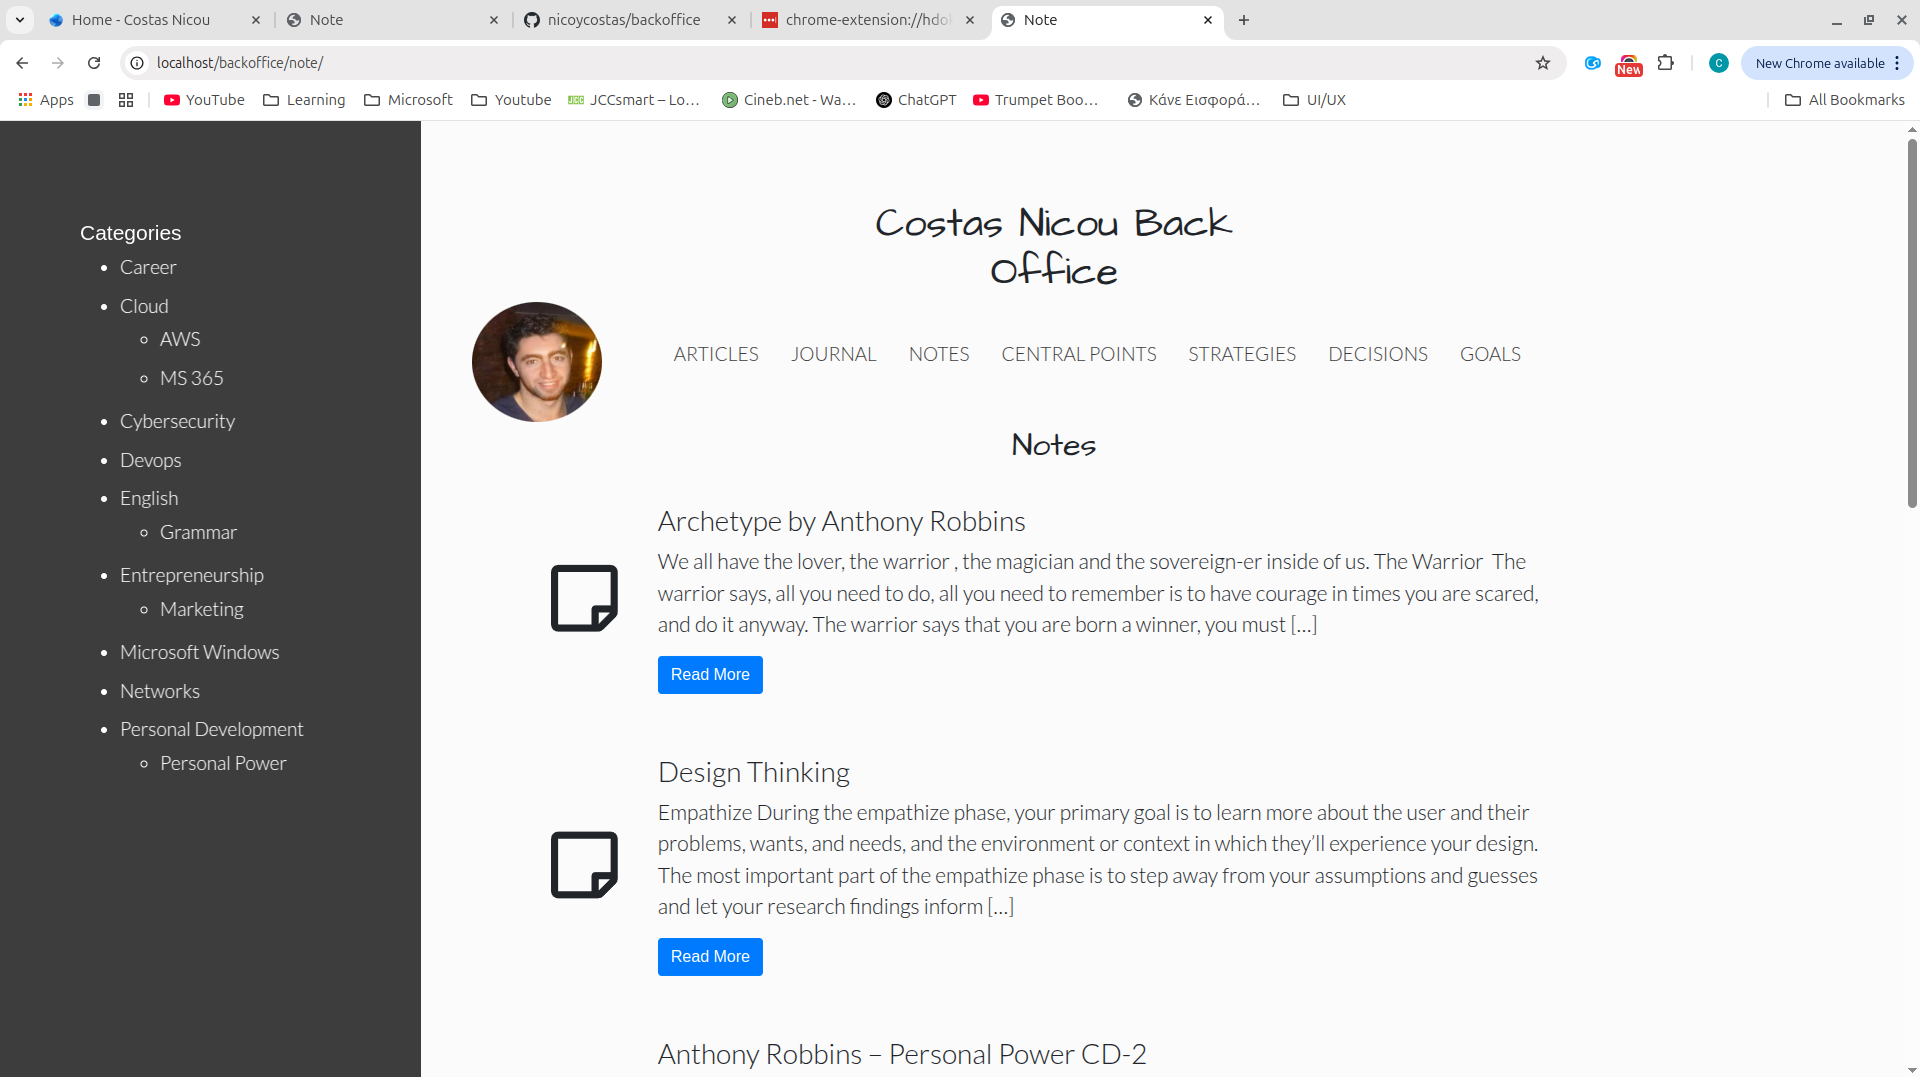 Home - Costas Nicou
Note
nicoycostas/backoffice
chrome-extension://hdo
Note
localhost/backoffice/note/
New
C
New Chrome available
Apps
YouTube
Learning
Microsoft
Youtube
JCCsmart – Lo...
Cineb.net - Wa...
ChatGPT
Trumpet Boo...
Κάνε Εισφορά...
UI/UX
All Bookmarks
Categories
Career
Cloud
AWS
MS 365
Cybersecurity
Devops
English
Grammar
Entrepreneurship
Marketing
Microsoft Windows
Networks
Personal Development
Personal Power
Costas Nicou Back
Office
ARTICLES JOURNAL NOTES CENTRAL POINTS STRATEGIES DECISIONS GOALS
Notes
Archetype by Anthony Robbins
We all have the lover, the warrior , the magician and the sovereign-er inside of us. The Warrior  The
warrior says, all you need to do, all you need to remember is to have courage in times you are scared,
and do it anyway. The warrior says that you are born a winner, you must [...]
Read More
Design Thinking
Empathize During the empathize phase, your primary goal is to learn more about the user and their
problems, wants, and needs, and the environment or context in which they’ll experience your design.
The most important part of the empathize phase is to step away from your assumptions and guesses
and let your research findings inform [...]
Read More
Anthony Robbins – Personal Power CD-2